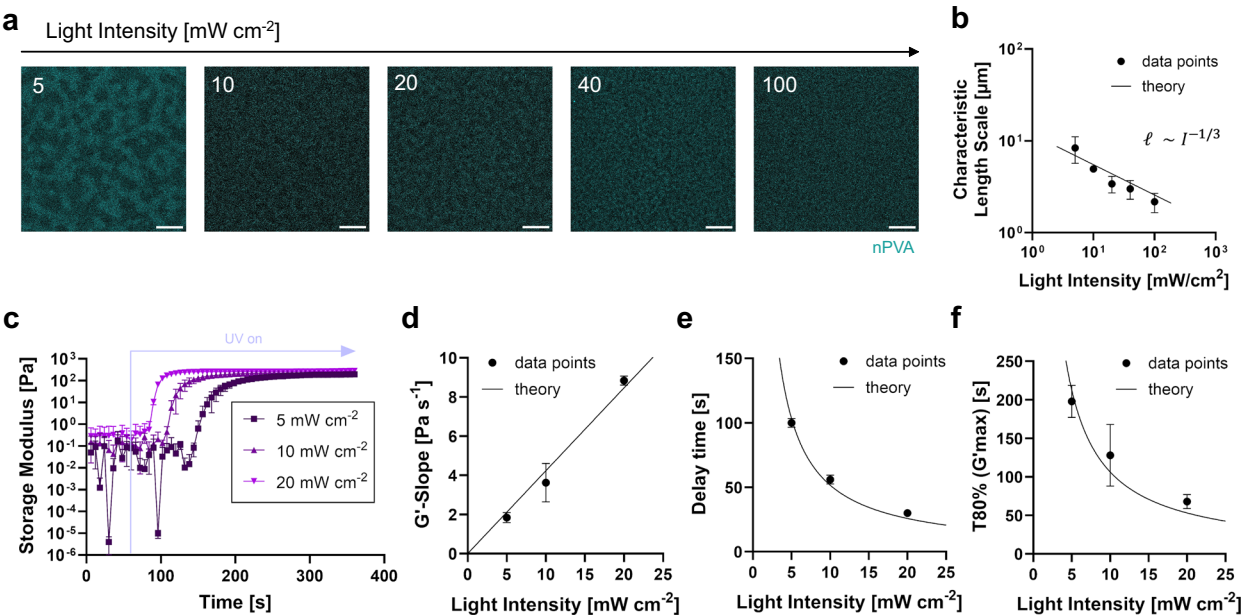 a
Light Intensity [mW cm⁻²]
5
10
20
40
100
nPVA
b
Characteristic
Length Scale [µm]
10²
10¹
10⁰
data points
theory
ℓ ~ I⁻¹/³
10⁰ 10¹ 10² 10³
Light Intensity [mW/cm²]
c
Storage Modulus [Pa]
UV on
10³
10²
10¹
10⁰
10⁻¹
10⁻²
10⁻³
10⁻⁴
10⁻⁵
10⁻⁶
5 mW cm⁻²
10 mW cm⁻²
20 mW cm⁻²
0 100 200 300 400
Time [s]
d
G'-Slope [Pa s⁻¹]
10
8
6
4
2
0
data points
theory
0 5 10 15 20 25
Light Intensity [mW cm⁻²]
e
Delay time [s]
150
100
50
0
data points
theory
0 5 10 15 20 25
Light Intensity [mW cm⁻²]
f
T80% (G'max) [s]
250
200
150
100
50
0
data points
theory
0 5 10 15 20 25
Light Intensity [mW cm⁻²]